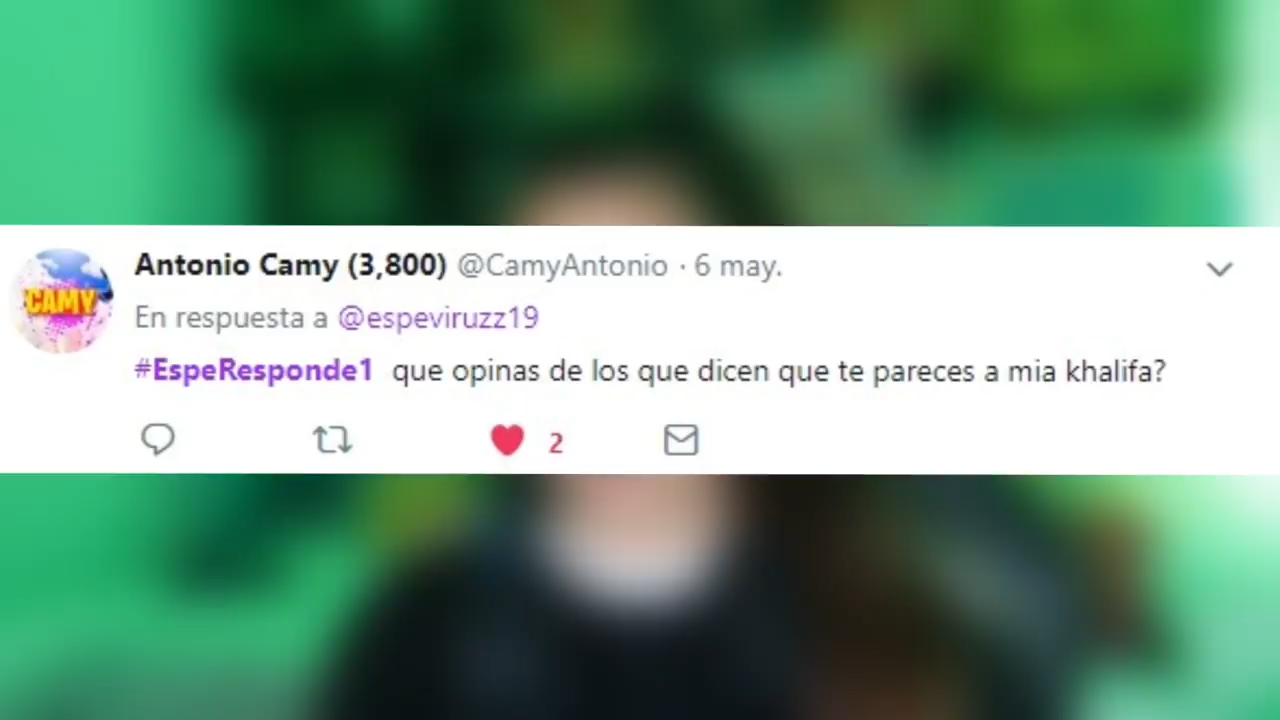 Antonio Camy (3,800) @CamyAntonio · 6 may.
CAMY
En respuesta a @espeviruzz19
#EspeResponde1 que opinas de los que dicen que te pareces a mia khalifa?
2